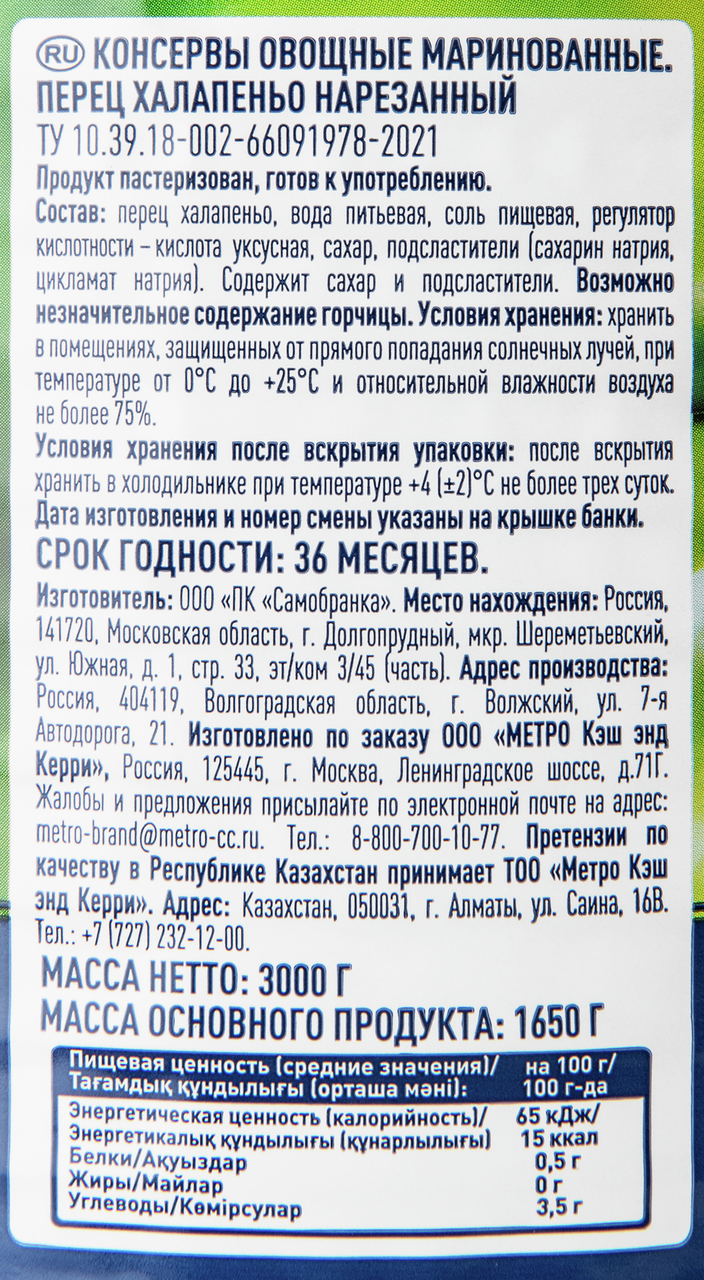 RU КОНСЕРВЫ ОВОЩНЫЕ МАРИНОВАННЫЕ.
ПЕРЕЦ ХАЛАПЕНЬО НАРЕЗАННЫЙ
ТУ 10.39.18-002-66091978-2021
Продукт пастеризован, готов к употреблению.
Состав: перец халапеньо, вода питьевая, соль пищевая, регулятор
кислотности – кислота уксусная, сахар, подсластители (сахарин натрия,
цикламат натрия). Содержит сахар и подсластители. Возможно
незначительное содержание горчицы. Условия хранения: хранить
в помещениях, защищенных от прямого попадания солнечных лучей, при
температуре от 0°C до +25°C и относительной влажности воздуха
не более 75%.
Условия хранения после вскрытия упаковки: после вскрытия
хранить в холодильнике при температуре +4 (±2)°C не более трех суток.
Дата изготовления и номер смены указаны на крышке банки.
СРОК ГОДНОСТИ: 36 МЕСЯЦЕВ.
Изготовитель: ООО «ПК «Самобранка». Место нахождения: Россия,
141720, Московская область, г. Долгопрудный, мкр. Шереметьевский,
ул. Южная, д. 1, стр. 33, эт/ком 3/45 (часть). Адрес производства:
Россия, 404119, Волгоградская область, г. Волжский, ул. 7-я
Автодорога, 21. Изготовлено по заказу ООО «МЕТРО Кэш энд
Керри», Россия, 125445, г. Москва, Ленинградское шоссе, д.71Г.
Жалобы и предложения присылайте по электронной почте на адрес:
metro-brand@metro-cc.ru. Тел.: 8-800-700-10-77. Претензии по
качеству в Республике Казахстан принимает ТОО «Метро Кэш
энд Керри». Адрес: Казахстан, 050031, г. Алматы, ул. Саина, 16В.
Тел.: +7 (727) 232-12-00.
МАССА НЕТТО: 3000 Г
МАССА ОСНОВНОГО ПРОДУКТА: 1650 Г
Пищевая ценность (средние значения)/ на 100 г/
Тағамдық құндылығы (орташа мәні): 100 г-да
Энергетическая ценность (калорийность)/ 65 кДж/
Энергетикалық құндылығы (құнарлылығы) 15 ккал
Белки/Ақуыздар 0,5 г
Жиры/Майлар 0 г
Углеводы/Көмірсулар 3,5 г